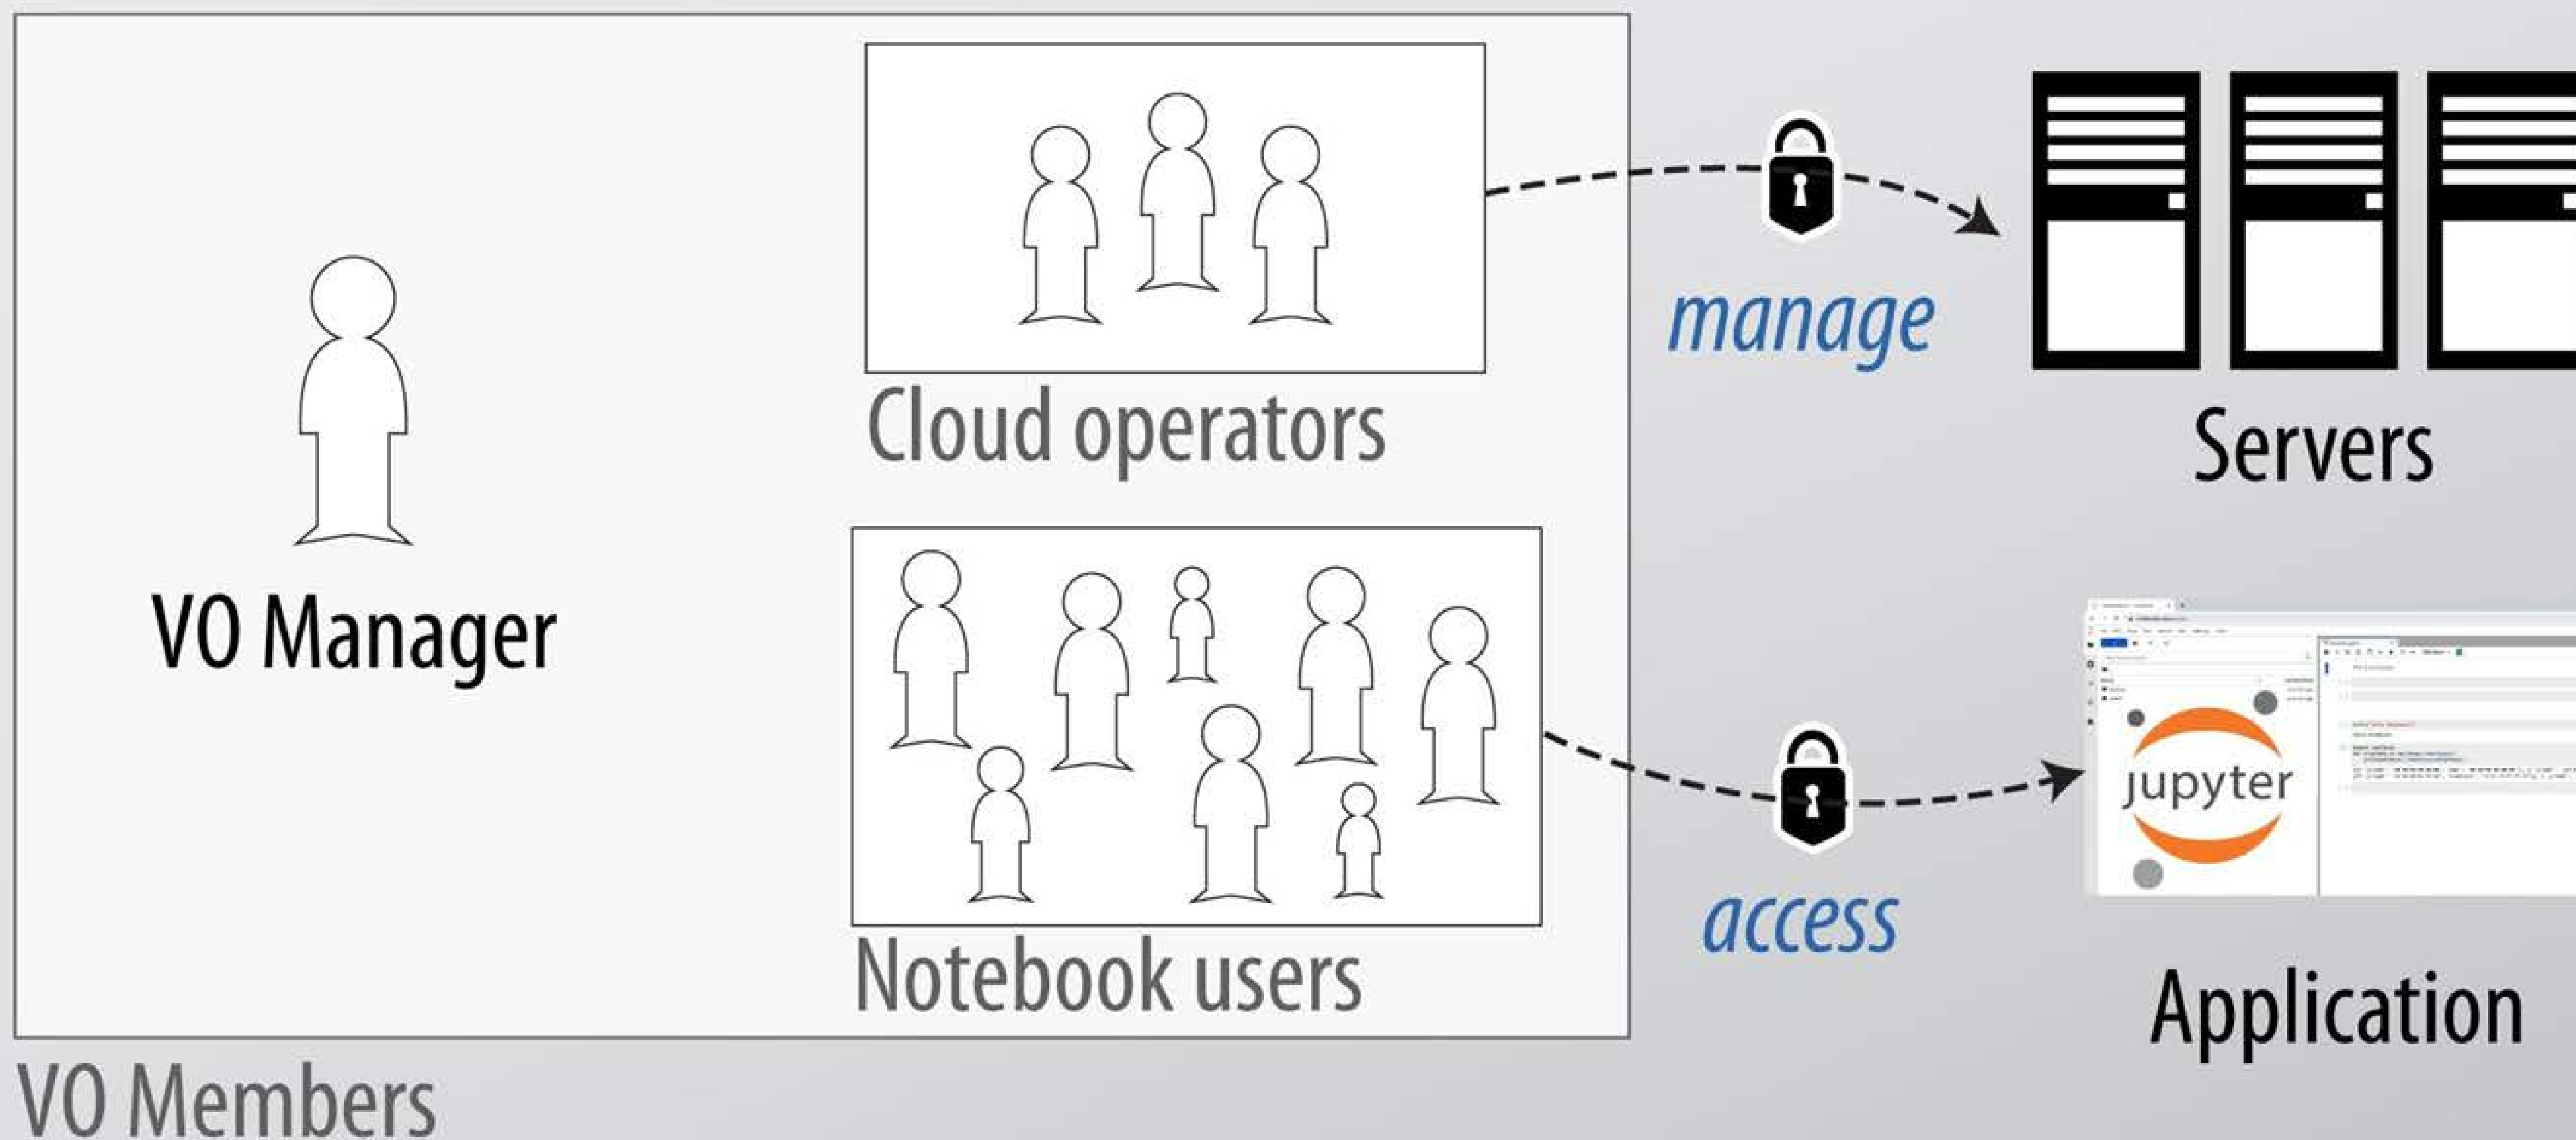 VO Manager
Cloud operators
manage
Servers
Notebook users
access
jupyter
Application
VO Members